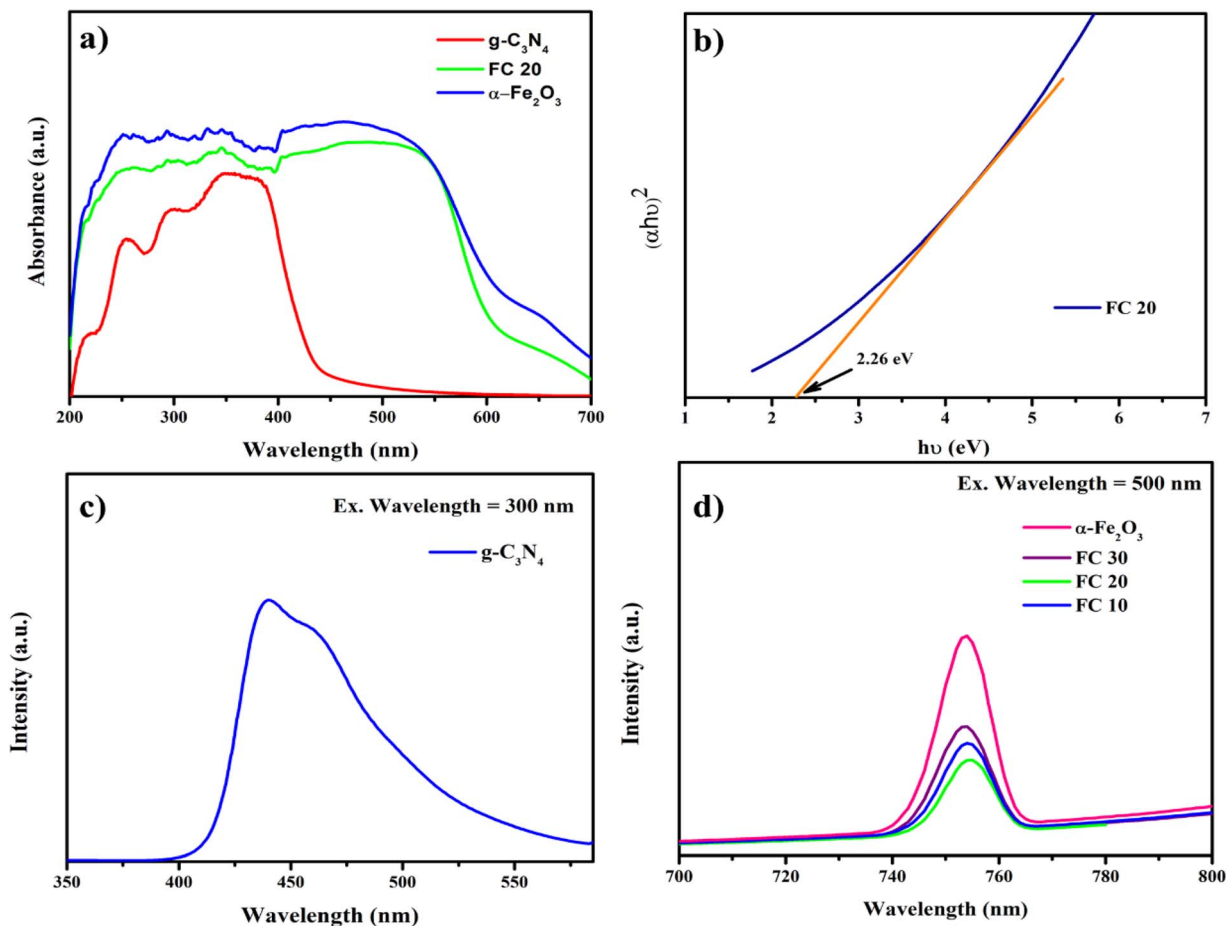 a)
g-C₃N₄
FC 20
α–Fe₂O₃
Absorbance (a.u.)
200 300 400 500 600 700
Wavelength (nm)
b)
(αhυ)²
FC 20
2.26 eV
1 2 3 4 5 6 7
hυ (eV)
c)
Ex. Wavelength = 300 nm
g-C₃N₄
Intensity (a.u.)
350 400 450 500 550
Wavelength (nm)
d)
Ex. Wavelength = 500 nm
α-Fe₂O₃
FC 30
FC 20
FC 10
Intensity (a.u.)
700 720 740 760 780 800
Wavelength (nm)